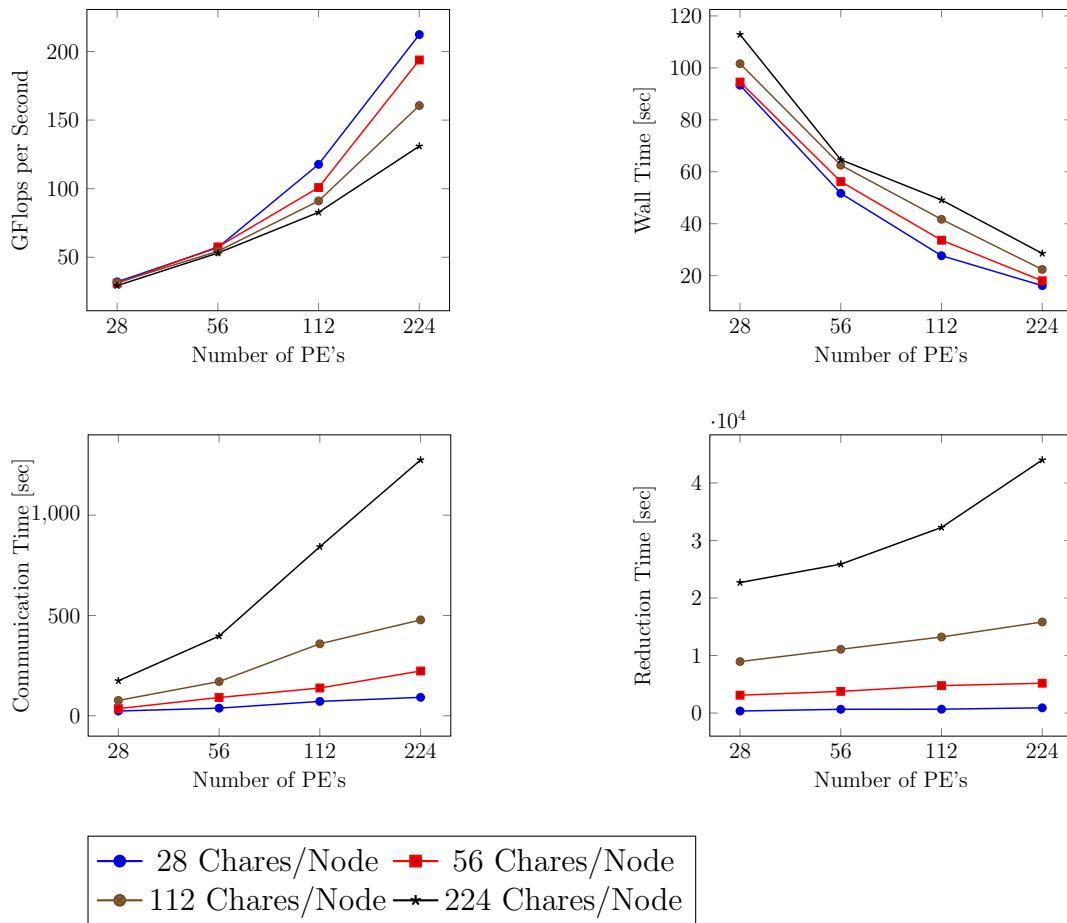 200
150
100
50
28 56 112 224
Number of PE's
GFlops per Second
120
100
80
60
40
20
28 56 112 224
Number of PE's
Wall Time [sec]
1,000
500
0
28 56 112 224
Number of PE's
Communication Time [sec]
·10⁴
4
3
2
1
0
28 56 112 224
Number of PE's
Reduction Time [sec]
28 Chares/Node 56 Chares/Node
112 Chares/Node 224 Chares/Node